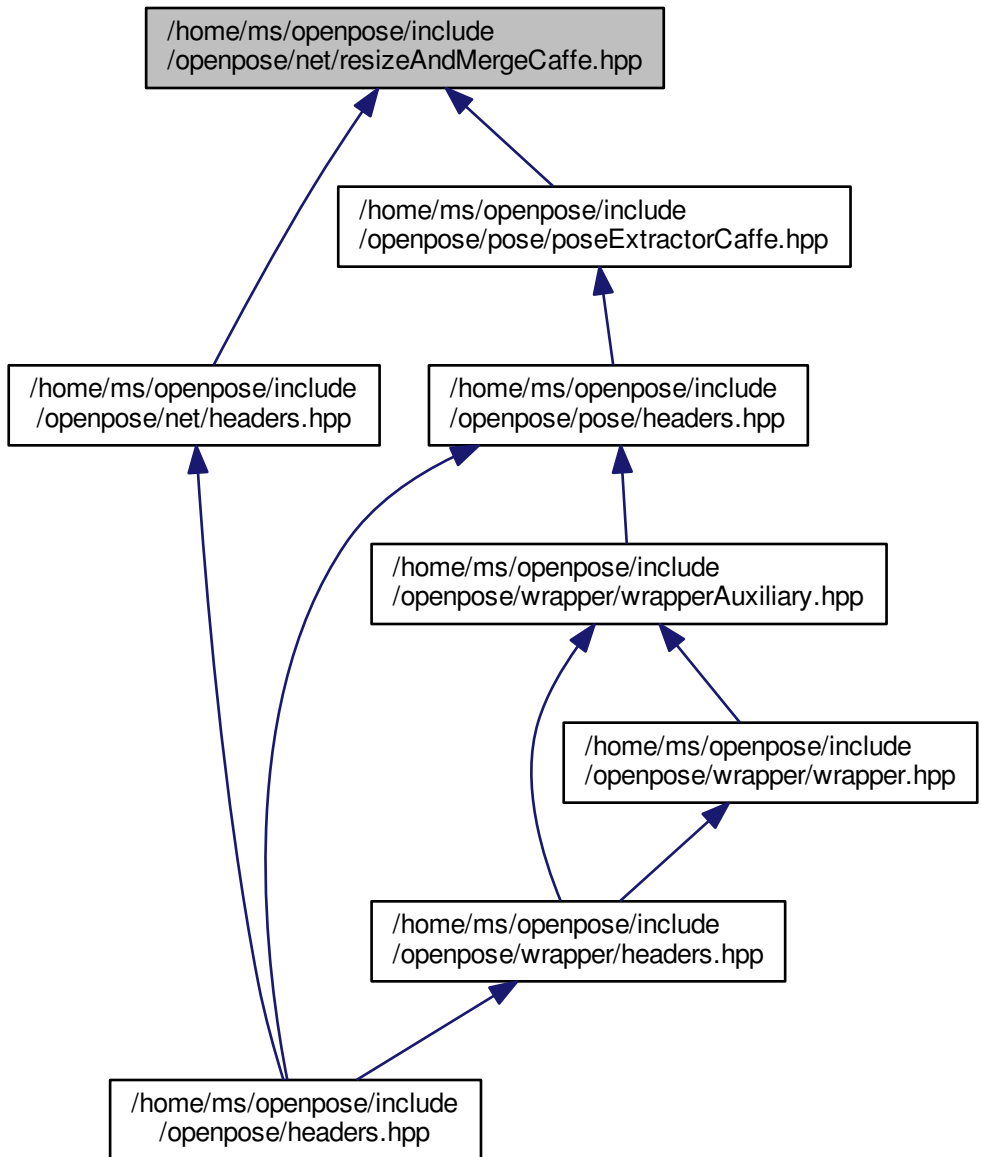 /home/ms/openpose/include
/openpose/net/resizeAndMergeCaffe.hpp
/home/ms/openpose/include
/openpose/pose/poseExtractorCaffe.hpp
/home/ms/openpose/include
/openpose/net/headers.hpp
/home/ms/openpose/include
/openpose/pose/headers.hpp
/home/ms/openpose/include
/openpose/wrapper/wrapperAuxiliary.hpp
/home/ms/openpose/include
/openpose/wrapper/wrapper.hpp
/home/ms/openpose/include
/openpose/wrapper/headers.hpp
/home/ms/openpose/include
/openpose/headers.hpp